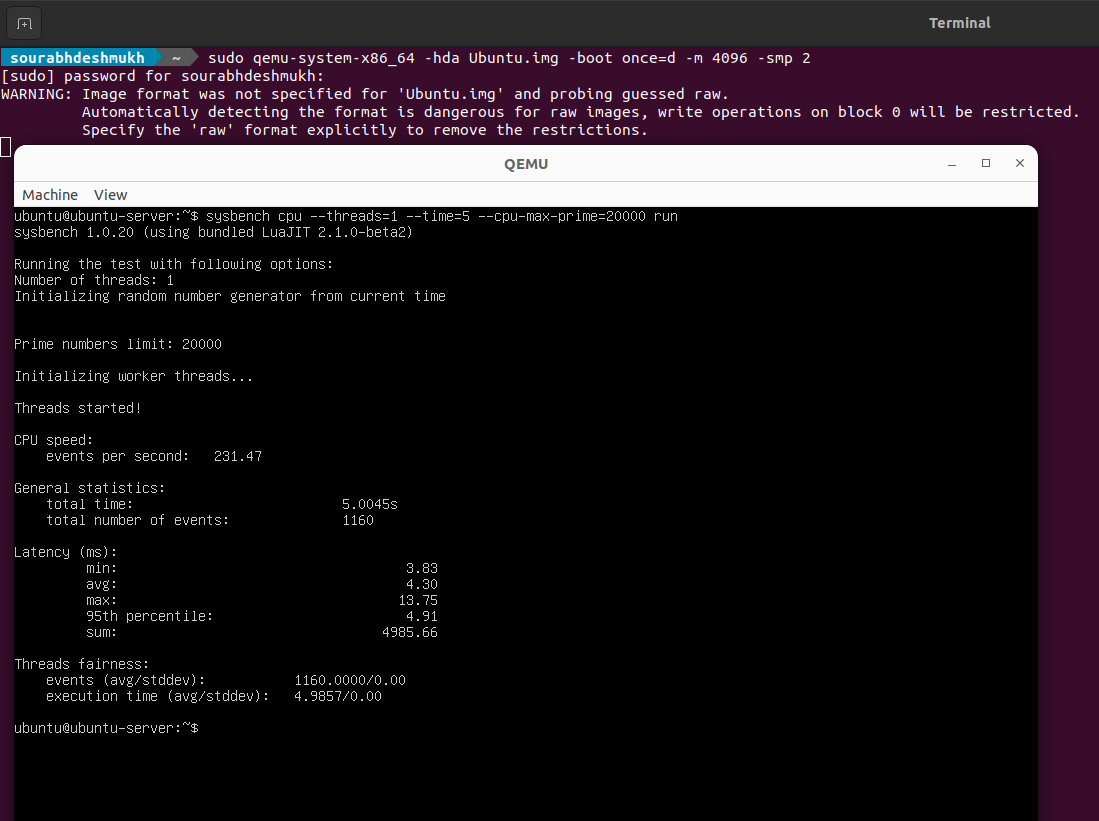 Terminal
sourabhdeshmukh ~ sudo qemu-system-x86_64 -hda Ubuntu.img -boot once=d -m 4096 -smp 2
[sudo] password for sourabhdeshmukh:
WARNING: Image format was not specified for 'Ubuntu.img' and probing guessed raw.
Automatically detecting the format is dangerous for raw images, write operations on block 0 will be restricted.
Specify the 'raw' format explicitly to remove the restrictions.
QEMU
Machine View
ubuntu@ubuntu-server:~$ sysbench cpu --threads=1 --time=5 --cpu-max-prime=20000 run
sysbench 1.0.20 (using bundled LuaJIT 2.1.0-beta2)
Running the test with following options:
Number of threads: 1
Initializing random number generator from current time
Prime numbers limit: 20000
Initializing worker threads...
Threads started!
CPU speed:
events per second: 231.47
General statistics:
total time: 5.0045s
total number of events: 1160
Latency (ms):
min: 3.83
avg: 4.30
max: 13.75
95th percentile: 4.91
sum: 4985.66
Threads fairness:
events (avg/stddev): 1160.0000/0.00
execution time (avg/stddev): 4.9857/0.00
ubuntu@ubuntu-server:~$